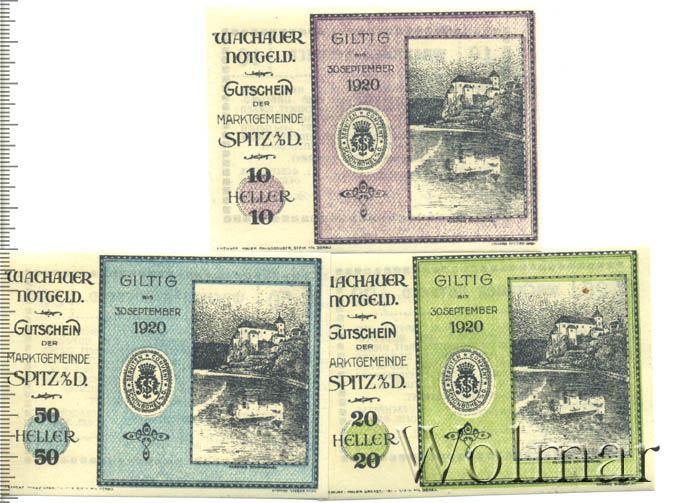 WACHAUER
NOTGELD.
GUTSCHEIN
DER
MARKTGEMEINDE
SPITZ a/D.
10
HELLER
10
GILTIG
BIS
30. SEPTEMBER
1920
WACHAUER
NOTGELD.
GUTSCHEIN
DER
MARKTGEMEINDE
SPITZ a/D.
50
HELLER
50
GILTIG
BIS
30. SEPTEMBER
1920
WACHAUER
NOTGELD.
GUTSCHEIN
DER
MARKTGEMEINDE
SPITZ a/D.
20
HELLER
20
GILTIG
BIS
30. SEPTEMBER
1920
Wolmar